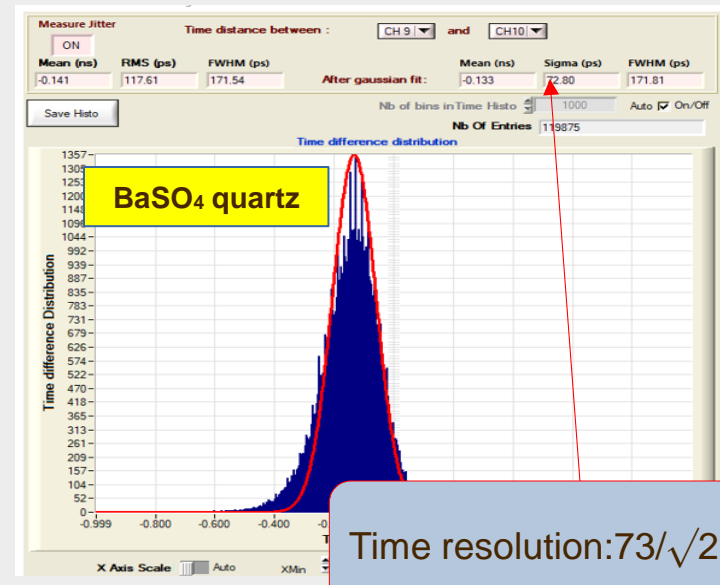 Measure Jitter
ON
Time distance between :
CH 9
and
CH10
Mean (ns)
RMS (ps)
FWHM (ps)
Mean (ns)
Sigma (ps)
FWHM (ps)
-0.141
117.61
171.54
After gaussian fit:
-0.133
72.80
171.81
Save Histo
Nb of bins in Time Histo
1000
Auto
On/Off
Nb Of Entries
119875
Time difference distribution
BaSO₄ quartz
Time difference Distribution
1357
1305
1200
1044
992
939
887
835
783
731
679
626
574
522
470
418
365
313
261
209
157
104
52
0
-0.999
-0.800
-0.600
-0.400
Time resolution:73/√2
X Axis Scale
Auto
XMin